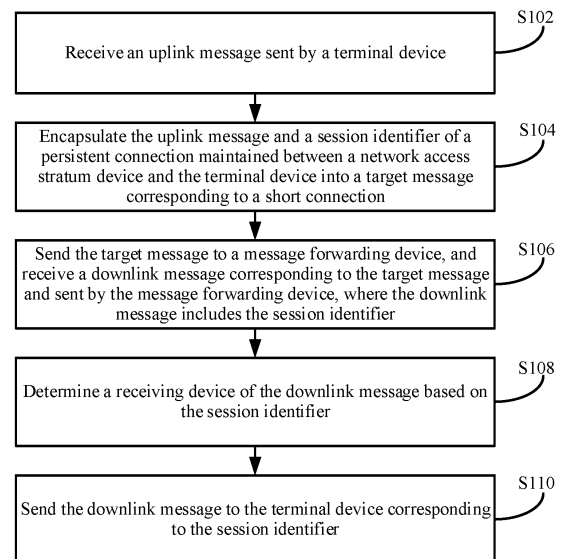 S102
Receive an uplink message sent by a terminal device
S104
Encapsulate the uplink message and a session identifier of a
persistent connection maintained between a network access
stratum device and the terminal device into a target message
corresponding to a short connection
S106
Send the target message to a message forwarding device, and
receive a downlink message corresponding to the target message
and sent by the message forwarding device, where the downlink
message includes the session identifier
S108
Determine a receiving device of the downlink message based on
the session identifier
S110
Send the downlink message to the terminal device corresponding
to the session identifier